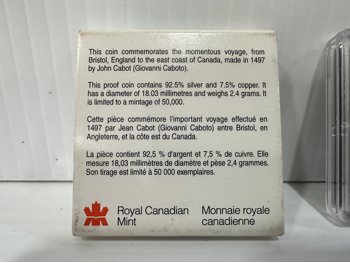 This coin commemorates the momentous voyage, from
Bristol, England to the east coast of Canada, made in 1497
by John Cabot (Giovanni Caboto).
This proof coin contains 92.5% silver and 7.5% copper. It
has a diameter of 18.03 millimetres and weighs 2.4 grams. It
is limited to a mintage of 50,000.
Cette pièce commémore l'important voyage effectué en
1497 par Jean Cabot (Giovanni Caboto) entre Bristol, en
Angleterre, et la côte est du Canada.
La pièce contient 92,5 % d'argent et 7,5 % de cuivre. Elle
mesure 18,03 millimètres de diamètre et pèse 2,4 grammes.
Son tirage est limité à 50 000 exemplaires.
Royal Canadian
Mint
Monnaie royale
canadienne